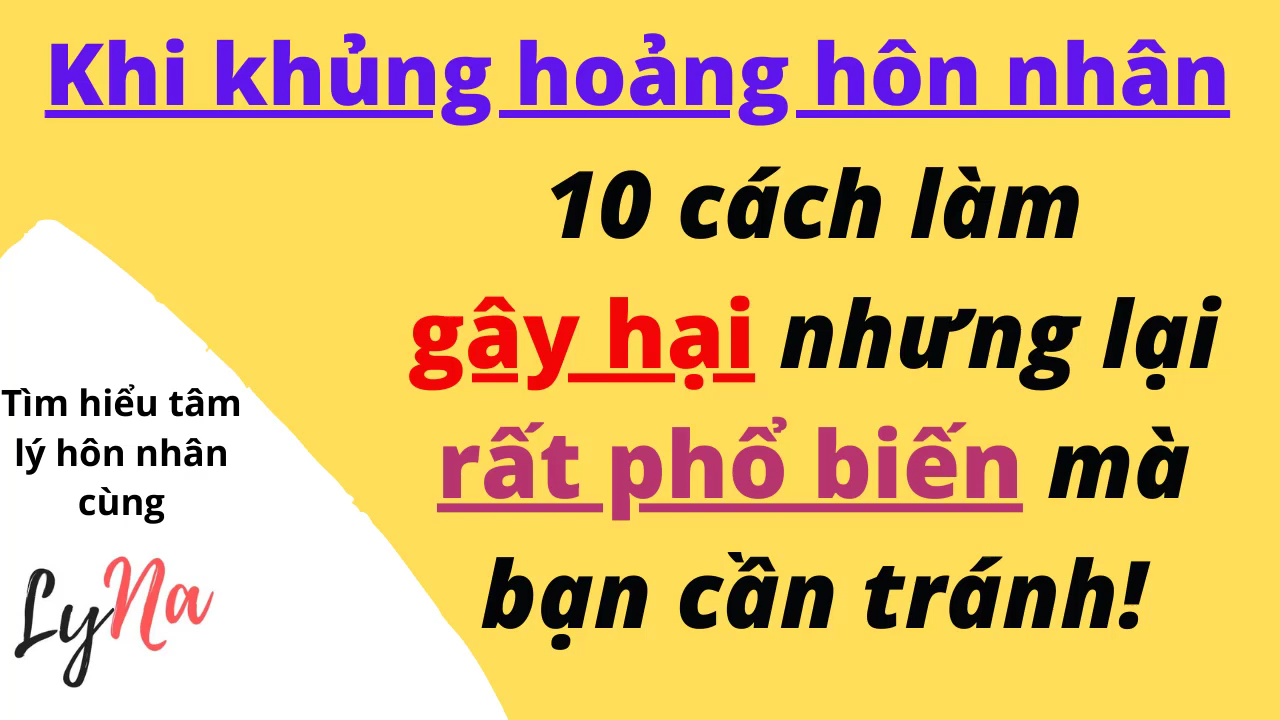 Khi khủng hoảng hôn nhân
10 cách làm
gây hại nhưng lại
rất phổ biến mà
bạn cần tránh!
Tìm hiểu tâm
lý hôn nhân
cùng
LyNa